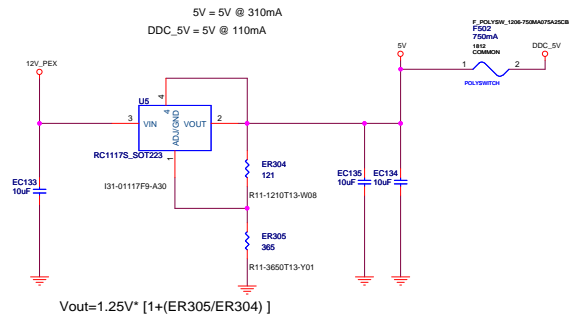 5V = 5V @ 310mA
DDC_5V = 5V @ 110mA
F_POLYSW_1206-750MA075A25CB
F502
750mA
1812
COMMON
5V
DDC_5V
1
2
POLYSWITCH
12V_PEX
4
U5
4
3
VIN
ADJ/GND
VOUT
2
RC1117S_SOT223
1
I31-01117F9-A30
EC133
10uF
ER304
121
R11-1210T13-W08
EC135
10uF
EC134
10uF
ER305
365
R11-3650T13-Y01
Vout=1.25V* [1+(ER305/ER304) ]